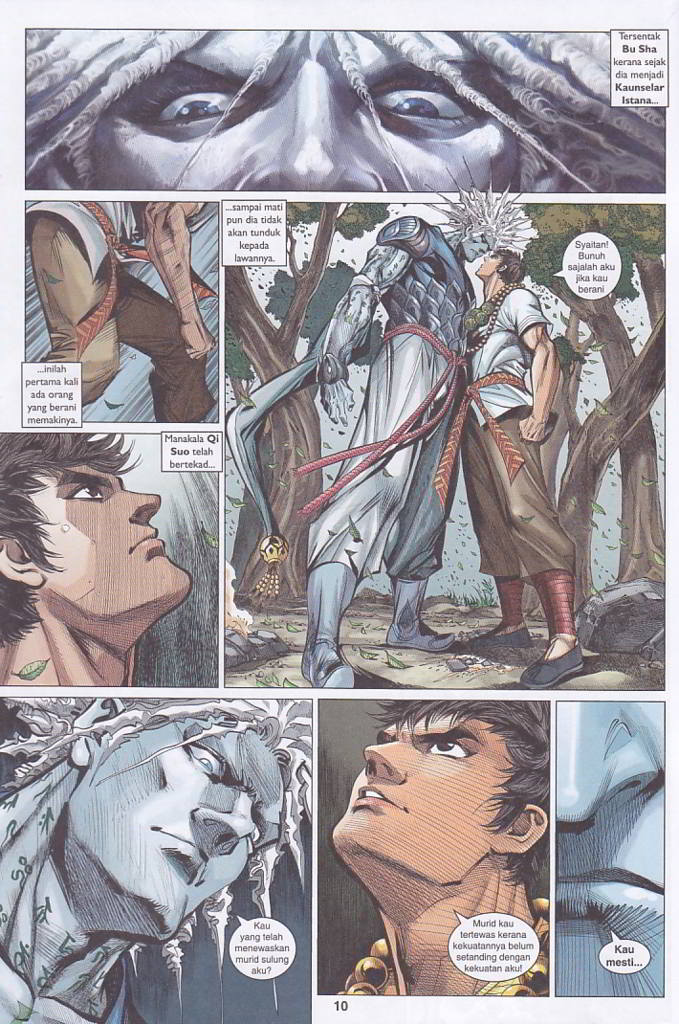 Tersentak
Bu Sha
kerana sejak
dia menjadi
Kaunselar
Istana...
...inilah
pertama kali
ada orang
yang berani
memakinya.
...sampai mati
pun dia tidak
akan tunduk
kepada
lawannya.
Syaitan!
Bunuh
sajalah aku
jika kau
berani
Manakala Qi
Suo telah
bertekad...
Kau
yang telah
menewaskan
murid sulung
aku?
Murid kau
tertewas kerana
kekuatannya belum
setanding dengan
kekuatan aku!
Kau
mesti...
10